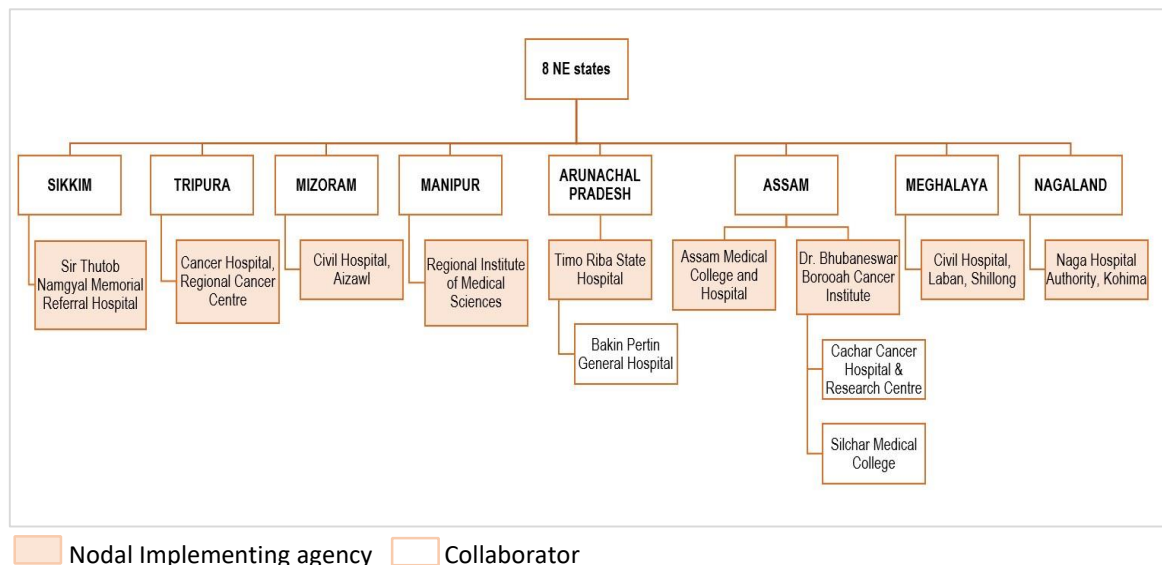 8 NE states
SIKKIM
TRIPURA
MIZORAM
MANIPUR
ARUNACHAL
PRADESH
ASSAM
MEGHALAYA
NAGALAND
Sir Thutob
Namgyal Memorial
Referral Hospital
Cancer Hospital,
Regional Cancer
Centre
Civil Hospital,
Aizawl
Regional Institute
of Medical
Sciences
Timo Riba State
Hospital
Assam Medical
College and
Hospital
Dr. Bhubaneswar
Borooah Cancer
Institute
Civil Hospital,
Laban, Shillong
Naga Hospital
Authority, Kohima
Bakin Pertin
General Hospital
Cachar Cancer
Hospital &
Research Centre
Silchar Medical
College
Nodal Implementing agency
Collaborator